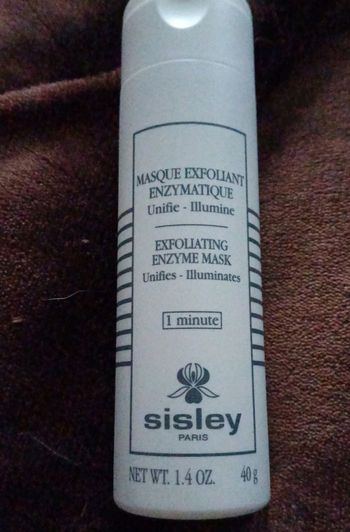 MASQUE EXFOLIANT
ENZYMATIQUE
Unifie - Illumine
EXFOLIATING
ENZYME MASK
Unifies - Illuminates
1 minute
sisley
PARIS
NET WT. 1.4 OZ. 40 g